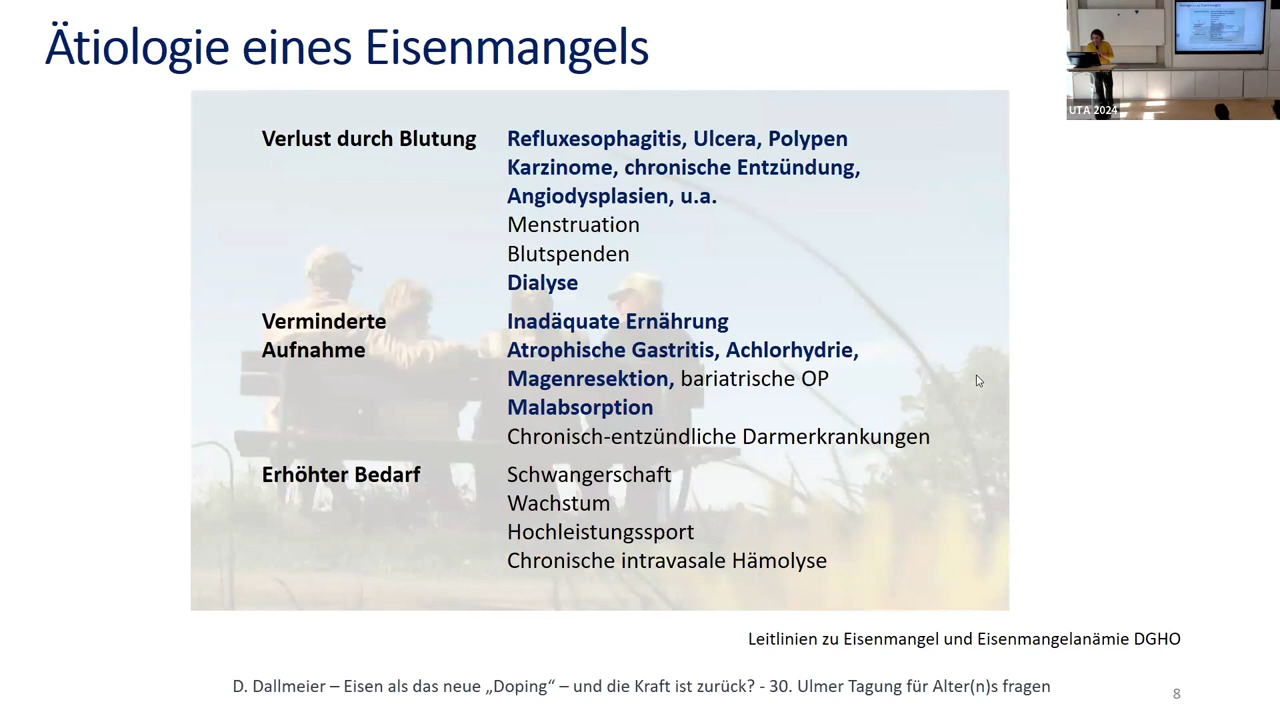 Ätiologie eines Eisenmangels
UTA 2024
Verlust durch Blutung
Refluxesophagitis, Ulcera, Polypen
Karzinome, chronische Entzündung,
Angiodysplasien, u.a.
Menstruation
Blutspenden
Dialyse
Verminderte
Aufnahme
Inadäquate Ernährung
Atrophische Gastritis, Achlorhydrie,
Magenresektion, bariatrische OP
Malabsorption
Chronisch-entzündliche Darmerkrankungen
Erhöhter Bedarf
Schwangerschaft
Wachstum
Hochleistungssport
Chronische intravasale Hämolyse
Leitlinien zu Eisenmangel und Eisenmangelanämie DGHO
D. Dallmeier – Eisen als das neue „Doping“ – und die Kraft ist zurück? - 30. Ulmer Tagung für Alter(n)s fragen
8